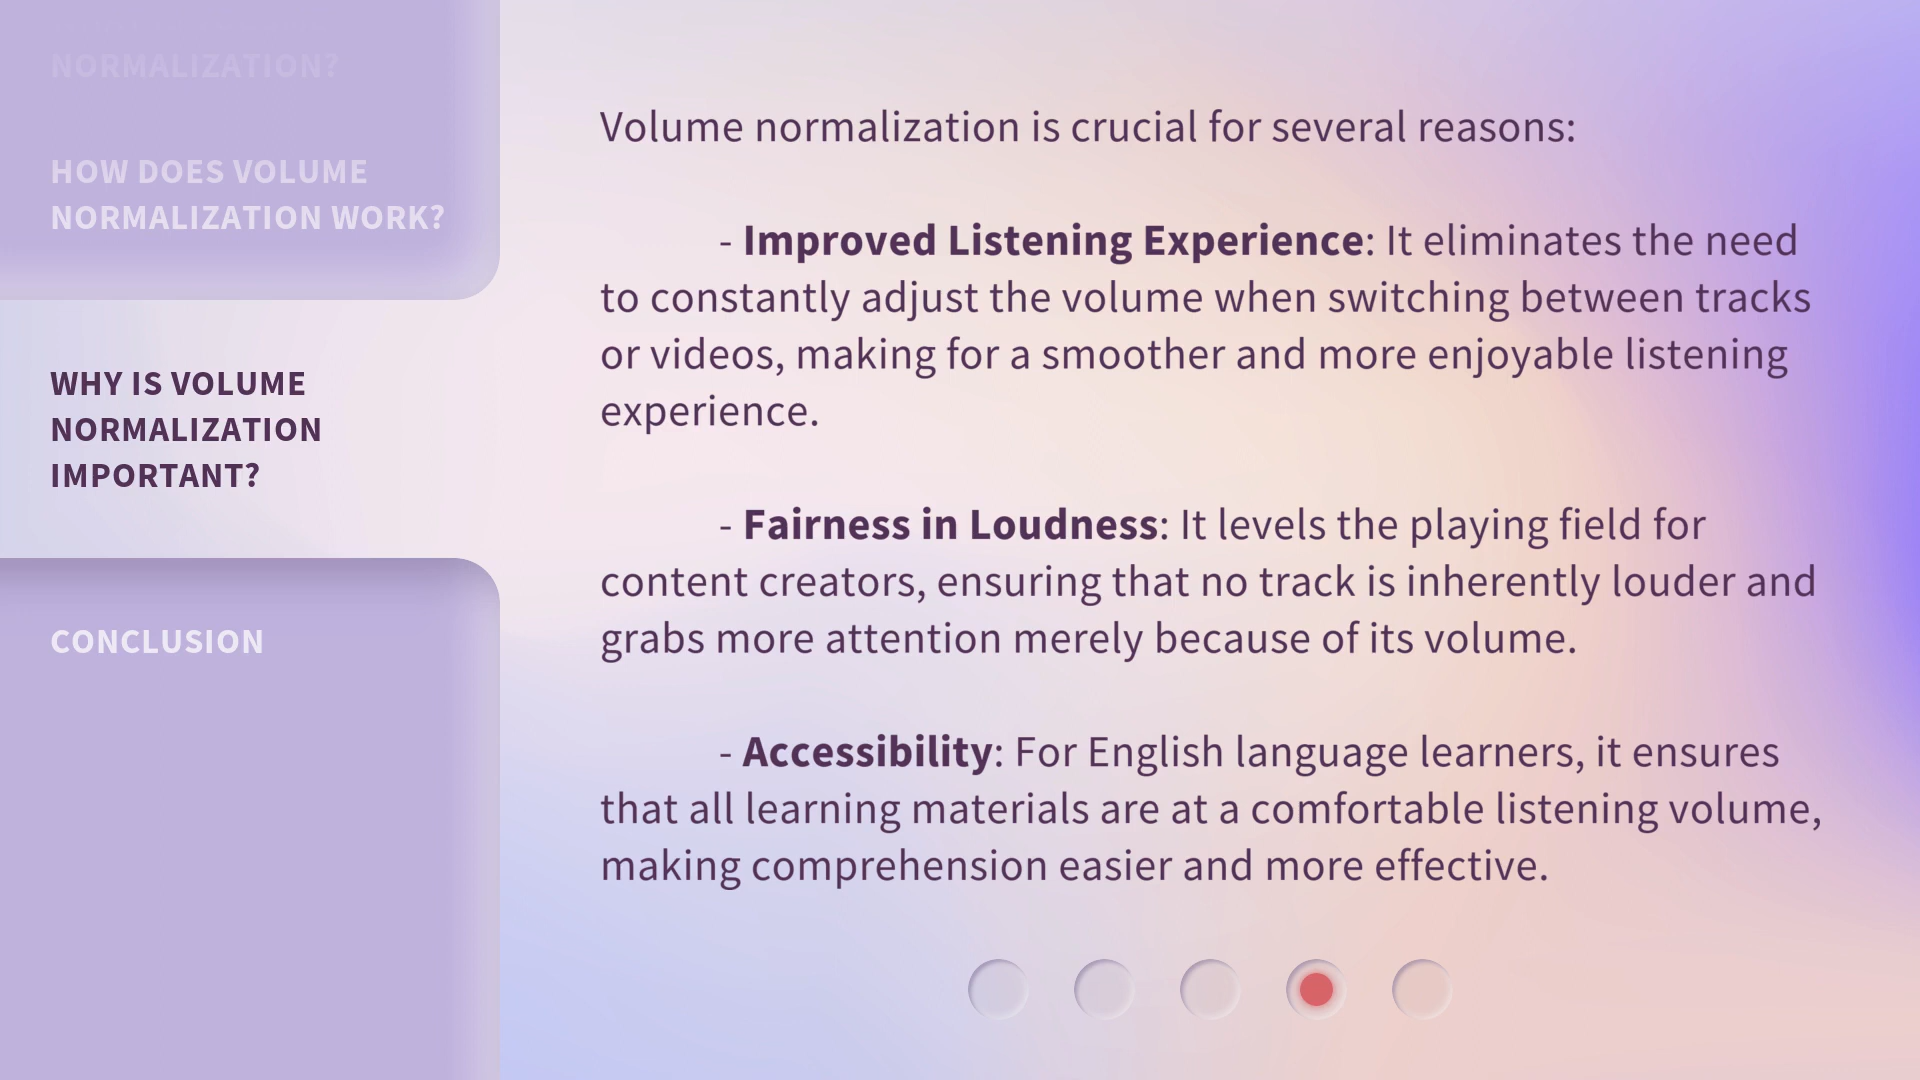 NORMALIZATION?
HOW DOES VOLUME
NORMALIZATION WORK?
WHY IS VOLUME
NORMALIZATION
IMPORTANT?
CONCLUSION
Volume normalization is crucial for several reasons:
- Improved Listening Experience: It eliminates the need
to constantly adjust the volume when switching between tracks
or videos, making for a smoother and more enjoyable listening
experience.
- Fairness in Loudness: It levels the playing field for
content creators, ensuring that no track is inherently louder and
grabs more attention merely because of its volume.
- Accessibility: For English language learners, it ensures
that all learning materials are at a comfortable listening volume,
making comprehension easier and more effective.